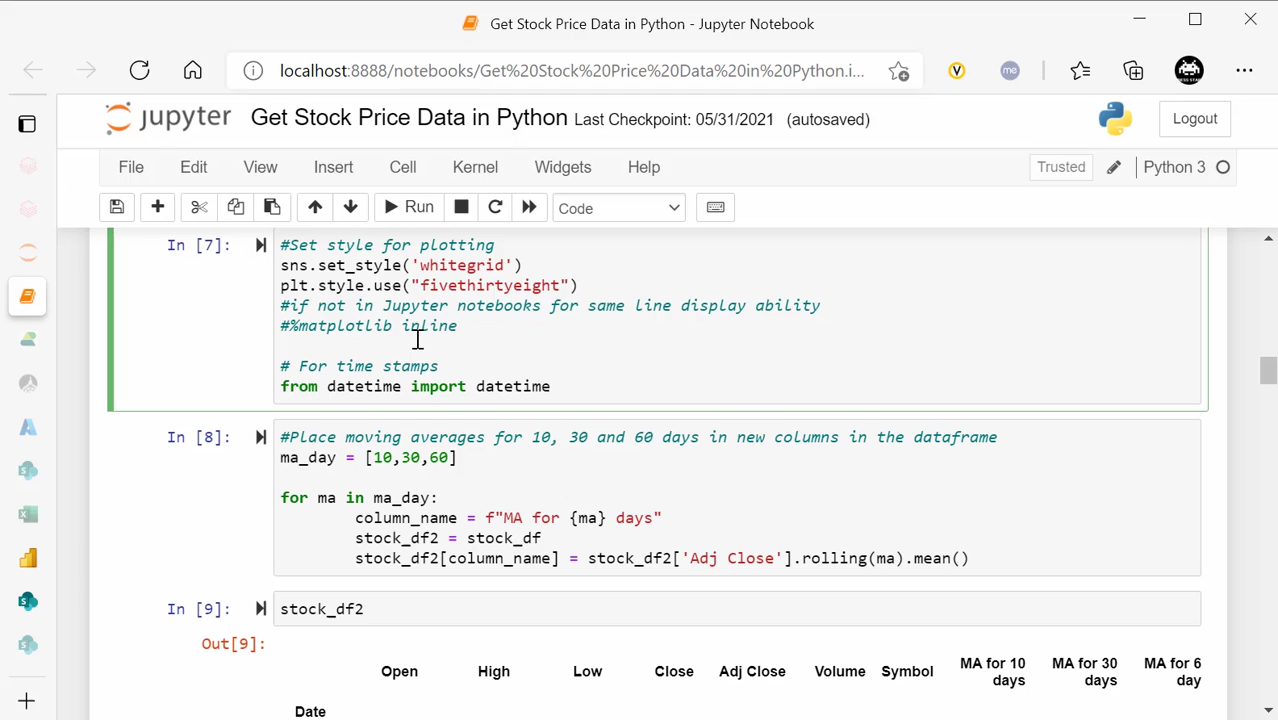 Get Stock Price Data in Python - Jupyter Notebook
localhost:8888/notebooks/Get%20Stock%20Price%20Data%20in%20Python.i...
V
me
jupyter Get Stock Price Data in Python Last Checkpoint: 05/31/2021 (autosaved)
Logout
File Edit View Insert Cell Kernel Widgets Help
Trusted
Python 3
Run
Code
In [7]:
#Set style for plotting
sns.set_style('whitegrid')
plt.style.use("fivethirtyeight")
#if not in Jupyter notebooks for same line display ability
#%matplotlib inline
# For time stamps
from datetime import datetime
In [8]:
#Place moving averages for 10, 30 and 60 days in new columns in the dataframe
ma_day = [10,30,60]
for ma in ma_day:
column_name = f"MA for {ma} days"
stock_df2 = stock_df
stock_df2[column_name] = stock_df2['Adj Close'].rolling(ma).mean()
In [9]:
stock_df2
Out[9]:
Open High Low Close Adj Close Volume Symbol MA for 10 days MA for 30 days MA for 6 day
Date